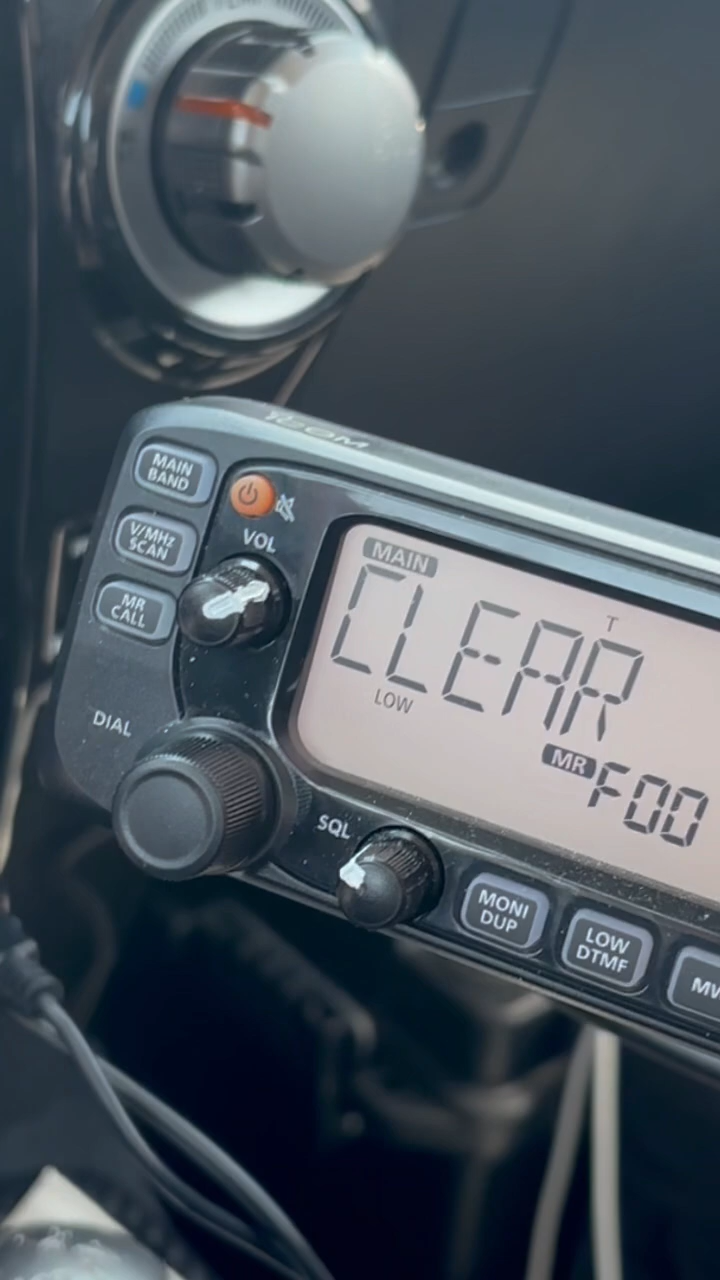 ICOM
MAIN
BAND
V/MHz
SCAN
MR
CALL
VOL
MAIN
T
CLEAR
LOW
MR F00
DIAL
SQL
MONI
DUP
LOW
DTMF